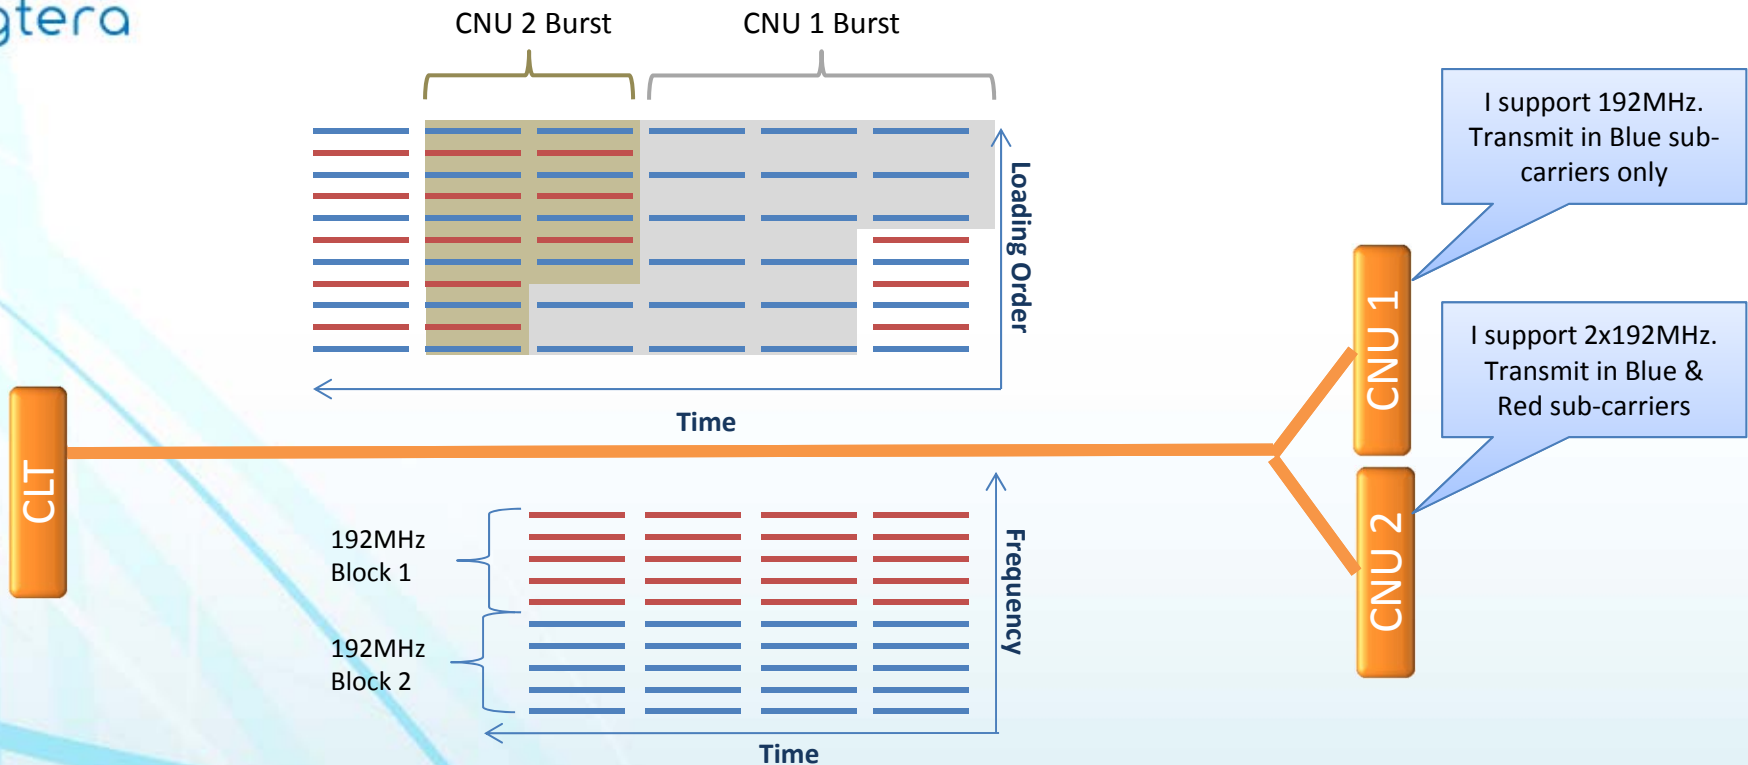 CNU 2 Burst
CNU 1 Burst
I support 192MHz.
Transmit in Blue sub-
carriers only
Loading Order
Time
CNU 1
I support 2x192MHz.
Transmit in Blue &
Red sub-carriers
CLT
CNU 2
192MHz
Block 1
192MHz
Block 2
Frequency
Time